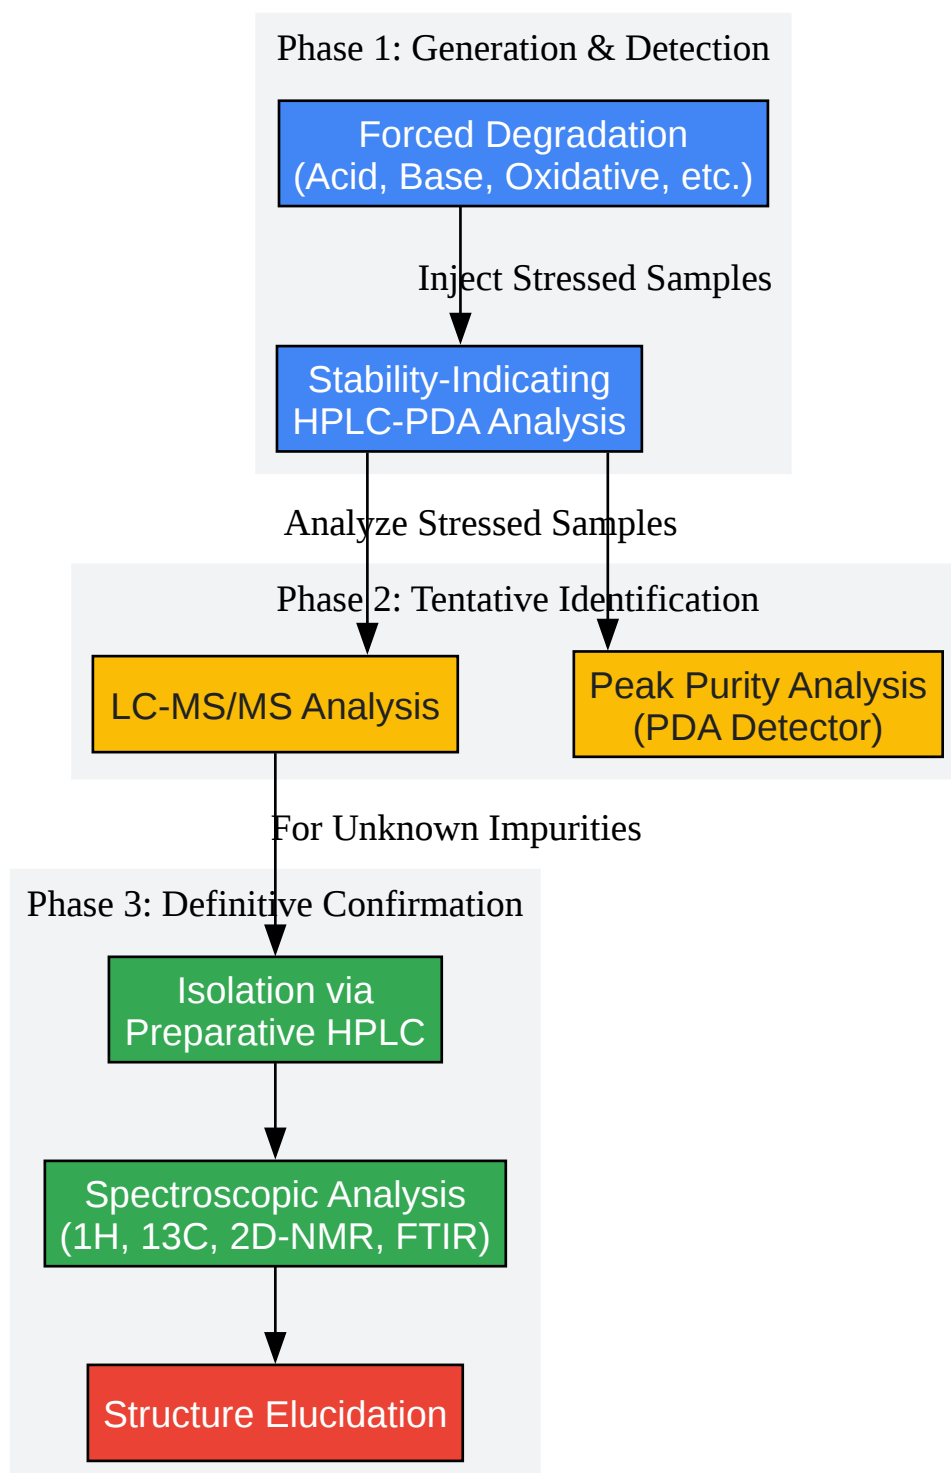 Phase 1: Generation & Detection
Forced Degradation
(Acid, Base, Oxidative, etc.)
Inject Stressed Samples
Stability-Indicating
HPLC-PDA Analysis
Analyze Stressed Samples
Phase 2: Tentative Identification
LC-MS/MS Analysis
Peak Purity Analysis
(PDA Detector)
For Unknown Impurities
Phase 3: Definitive Confirmation
Isolation via
Preparative HPLC
Spectroscopic Analysis
(1H, 13C, 2D-NMR, FTIR)
Structure Elucidation